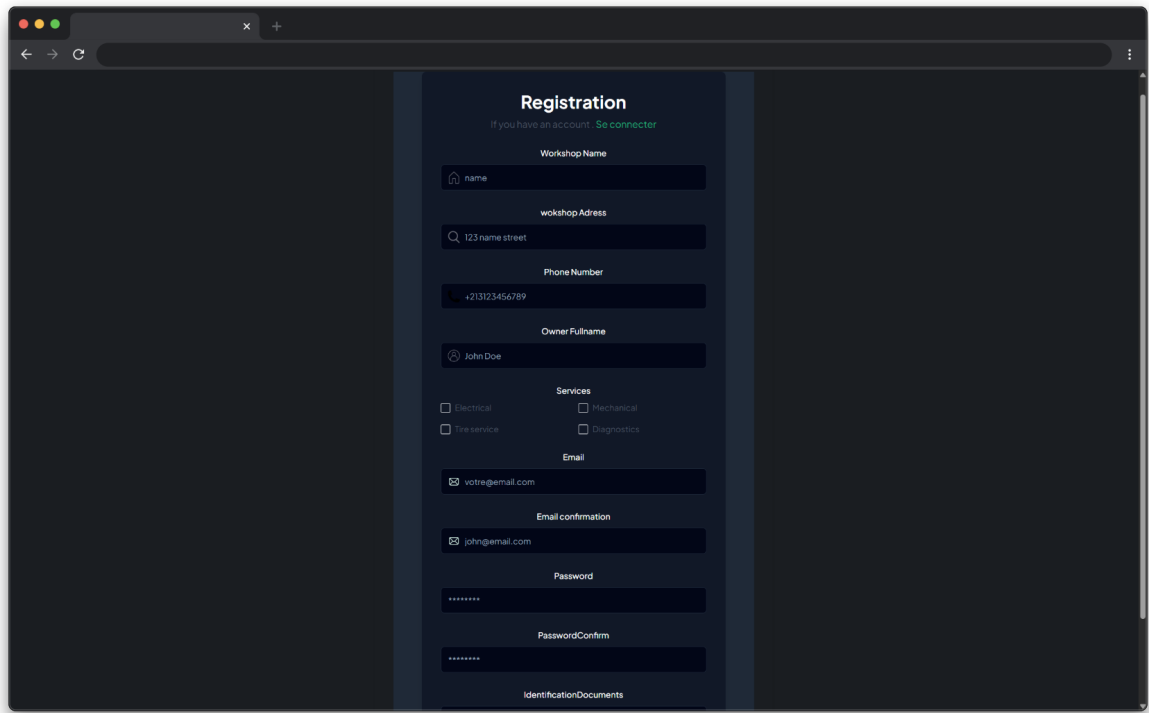 Registration
If you have an account . Se connecter
Workshop Name
name
wokshop Adress
123 name street
Phone Number
+213123456789
Owner Fullname
John Doe
Services
Electrical
Mechanical
Tire service
Diagnostics
Email
votre@email.com
Email confirmation
john@email.com
Password
********
PasswordConfirm
********
IdentificationDocuments